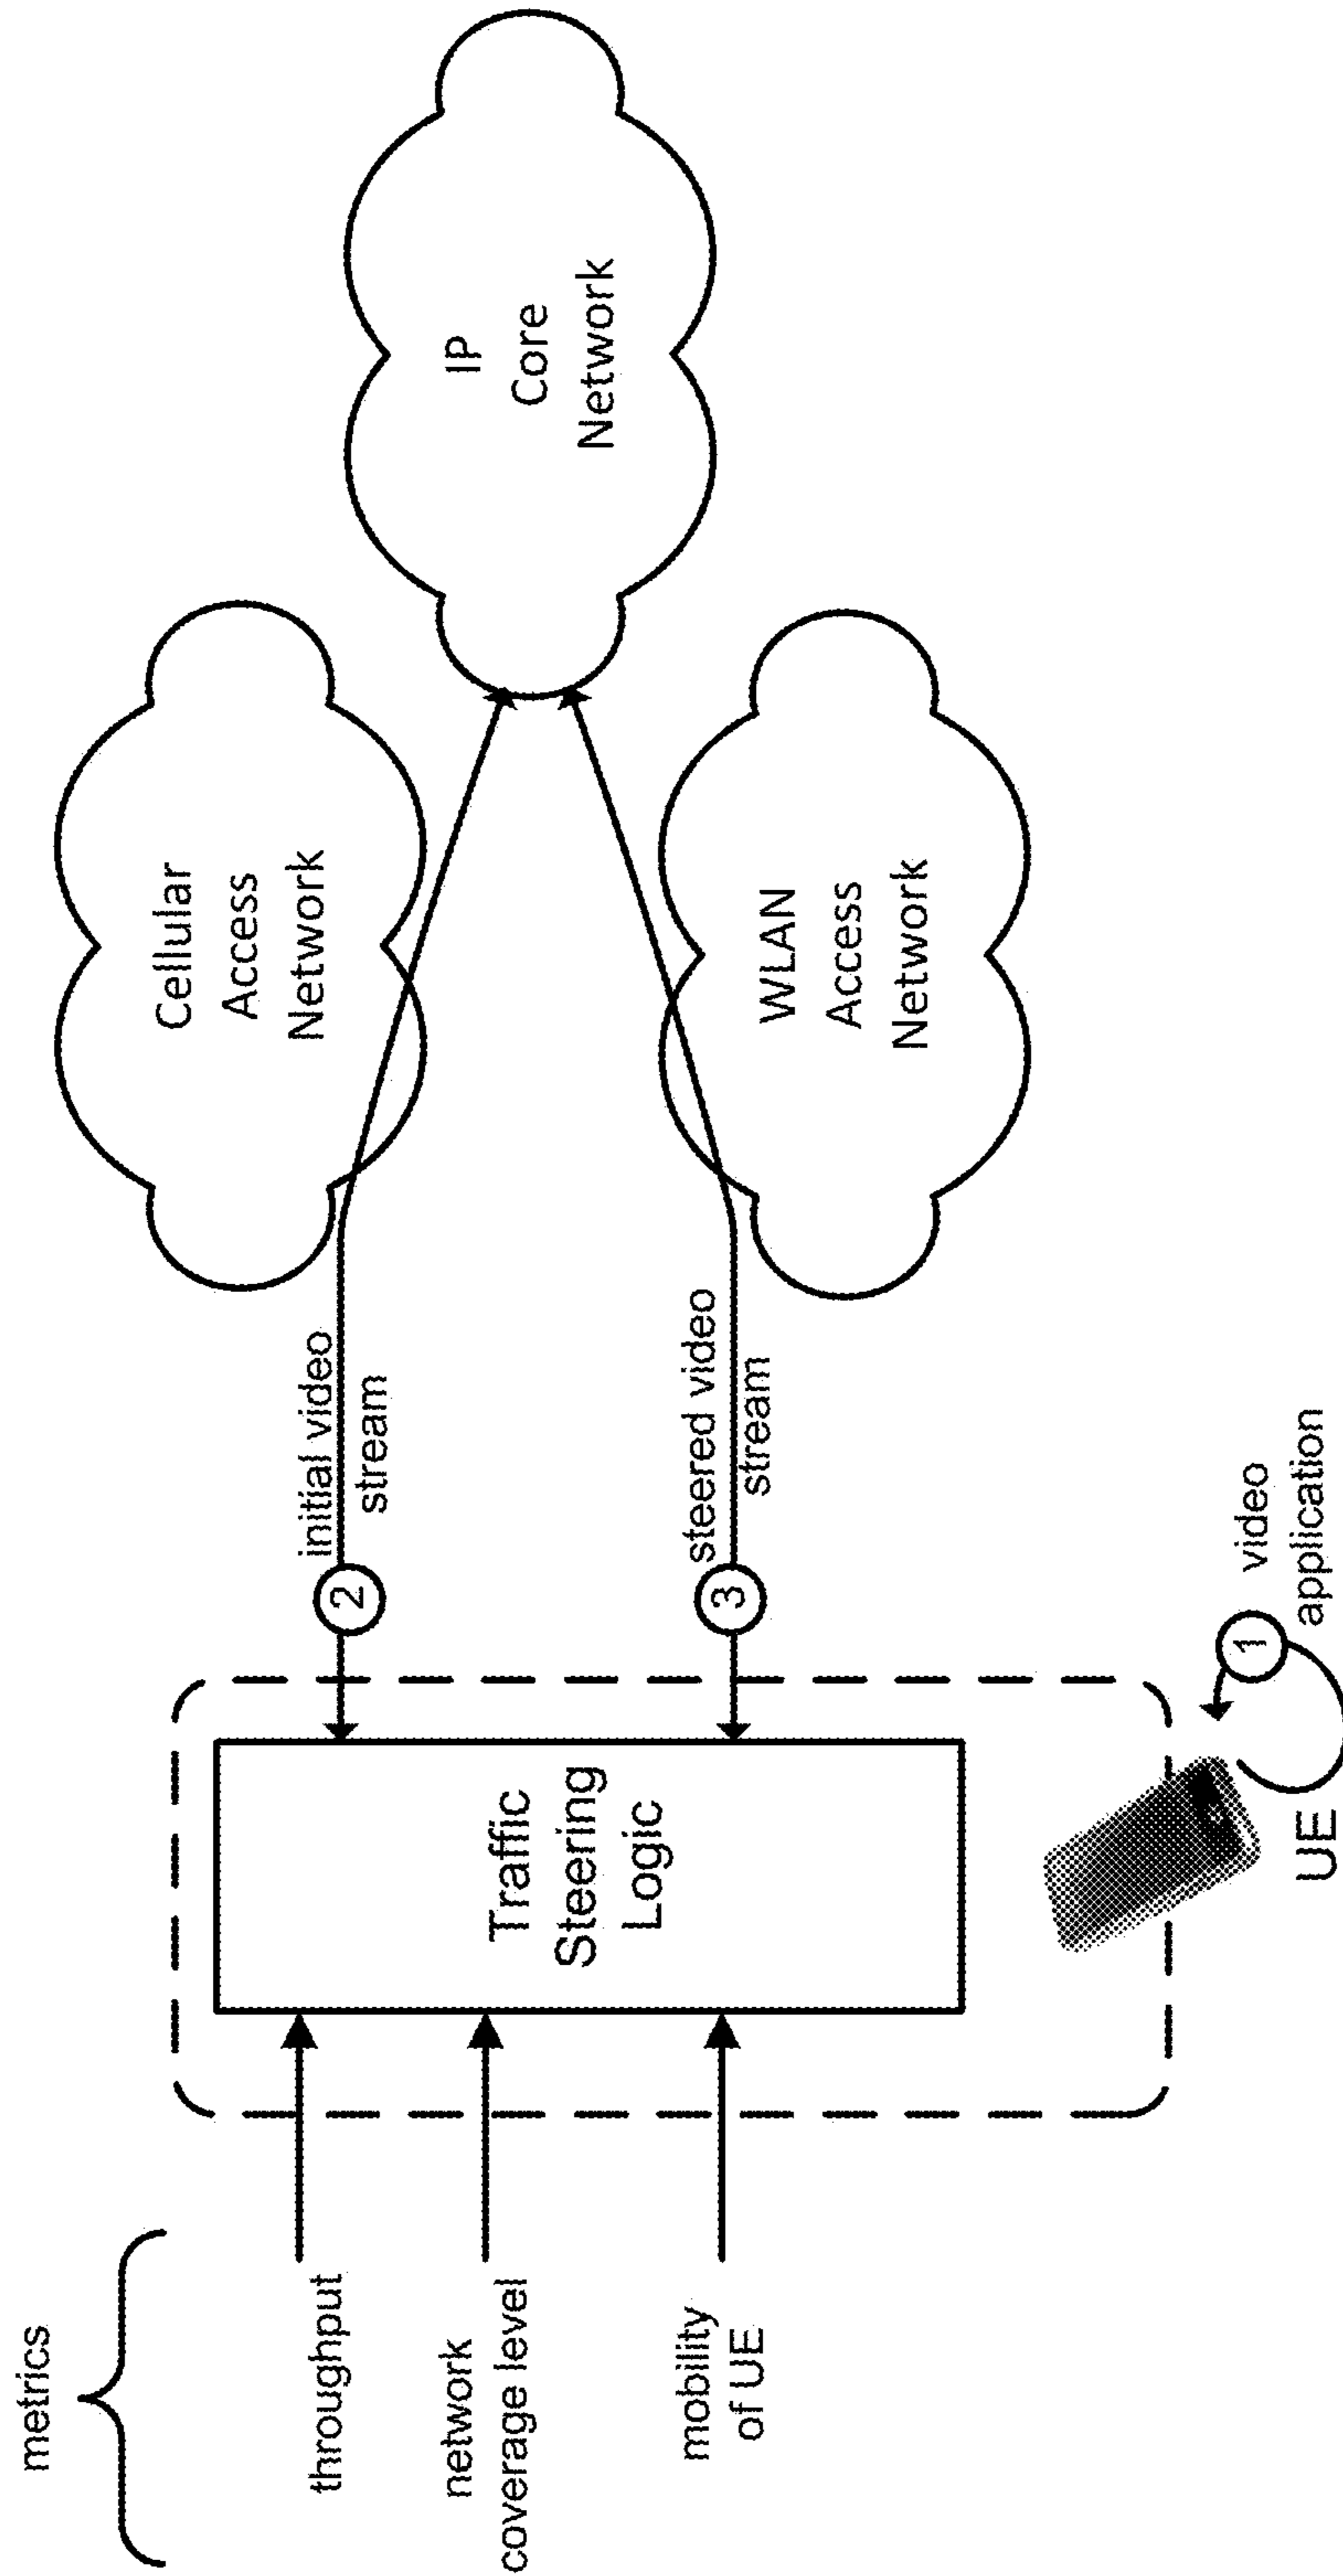 metrics
throughput
network
coverage level
mobility
of UE
Traffic
Steering
Logic
UE
1
video
application
2
initial video
stream
3
steered video
stream
Cellular
Access
Network
WLAN
Access
Network
IP
Core
Network